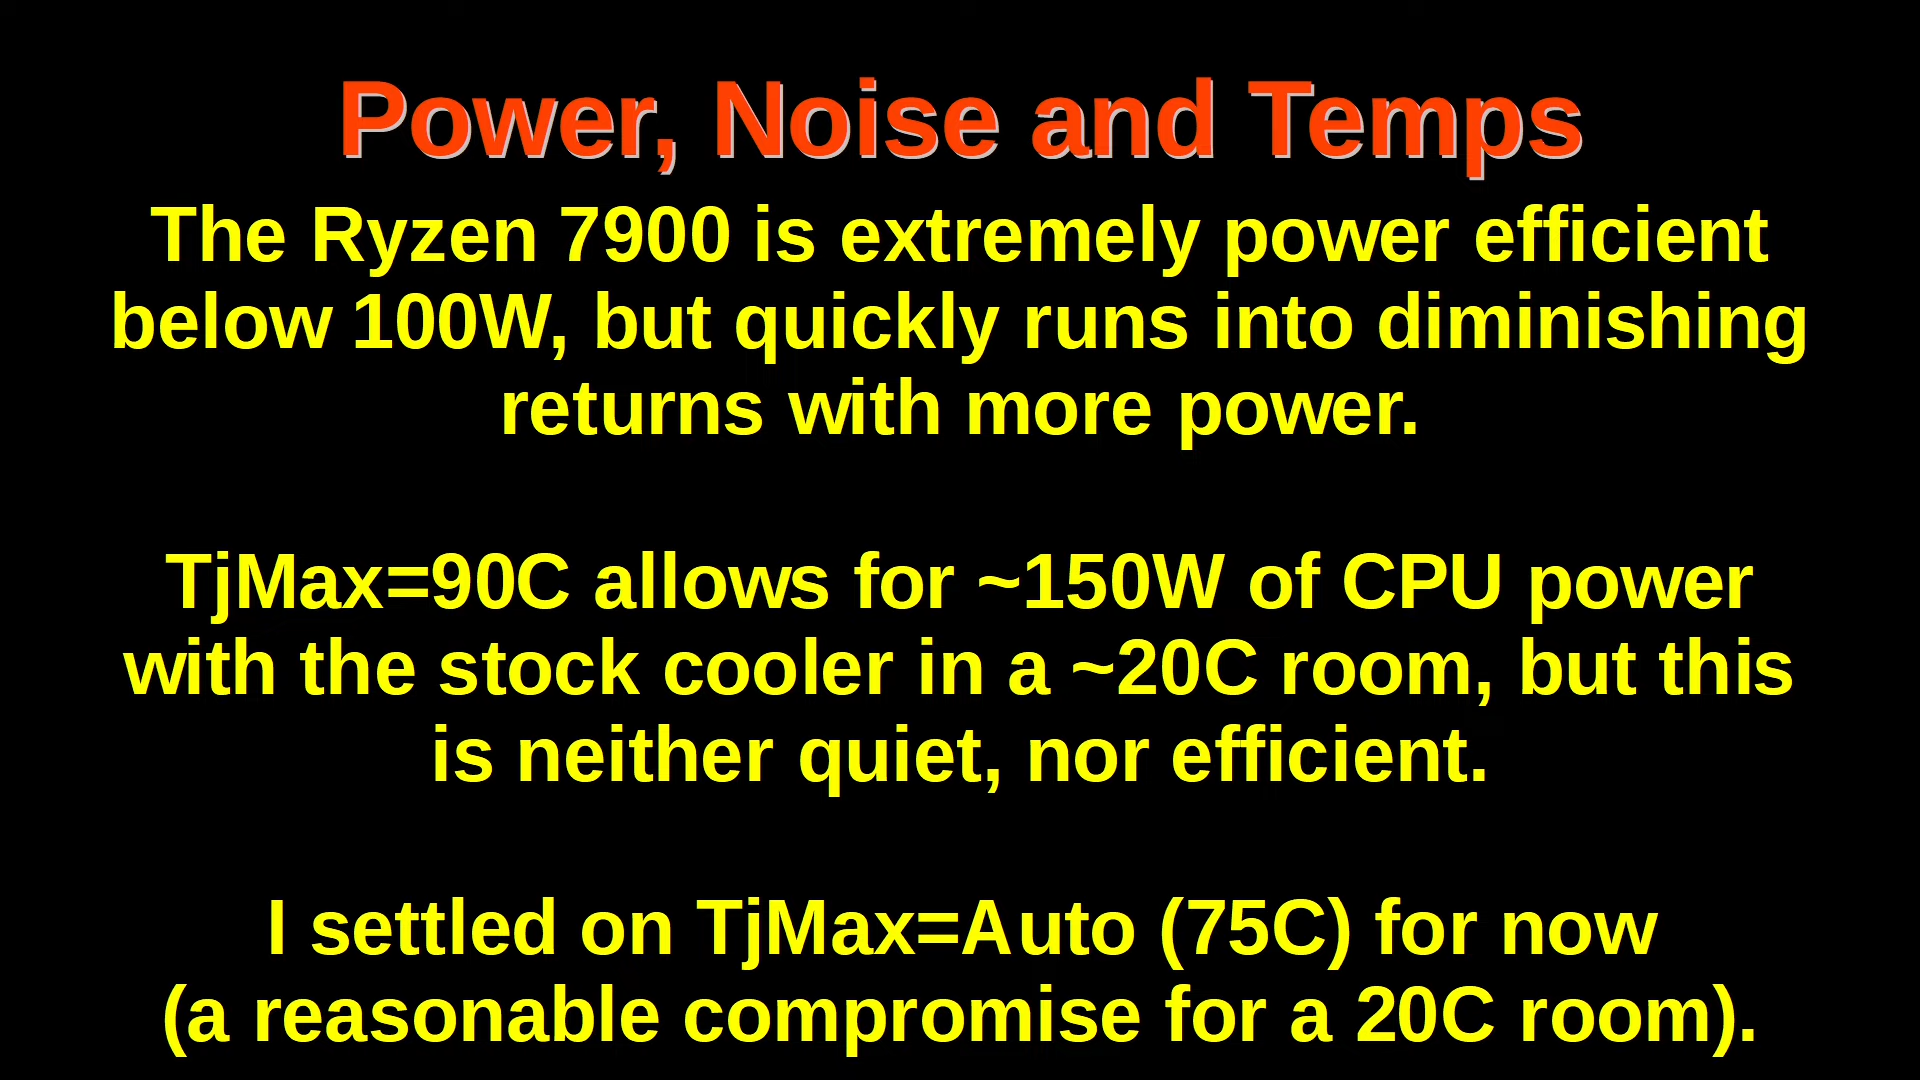 Power, Noise and Temps
The Ryzen 7900 is extremely power efficient
below 100W, but quickly runs into diminishing
returns with more power.
TjMax=90C allows for ~150W of CPU power
with the stock cooler in a ~20C room, but this
is neither quiet, nor efficient.
I settled on TjMax=Auto (75C) for now
(a reasonable compromise for a 20C room).